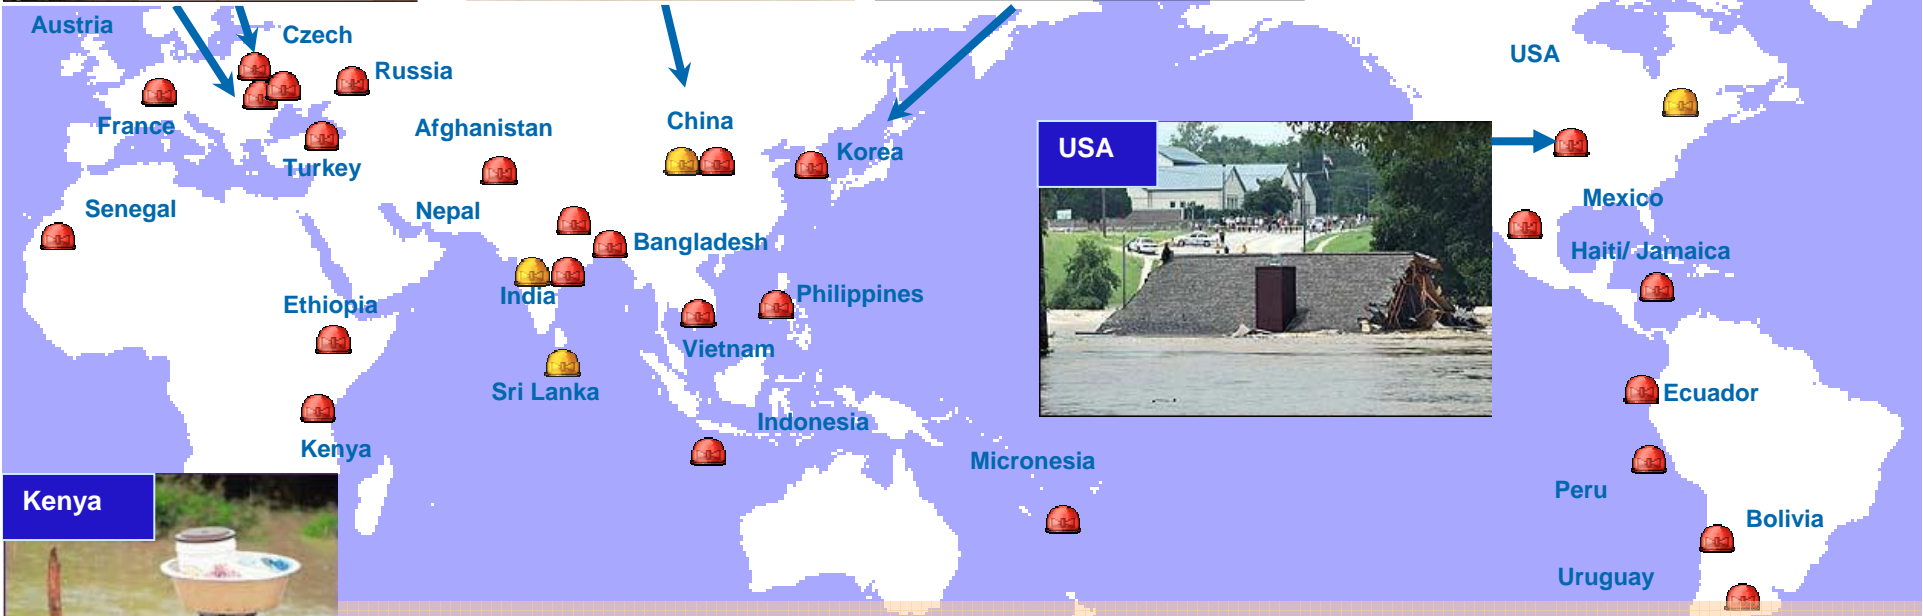 Austria
Czech
USA
Russia
France
Afghanistan
China
Korea
USA
Turkey
Senegal
Nepal
Mexico
Bangladesh
Haiti/ Jamaica
India
Philippines
Ethiopia
Vietnam
Sri Lanka
Ecuador
Indonesia
Kenya
Micronesia
Peru
Kenya
Bolivia
Uruguay